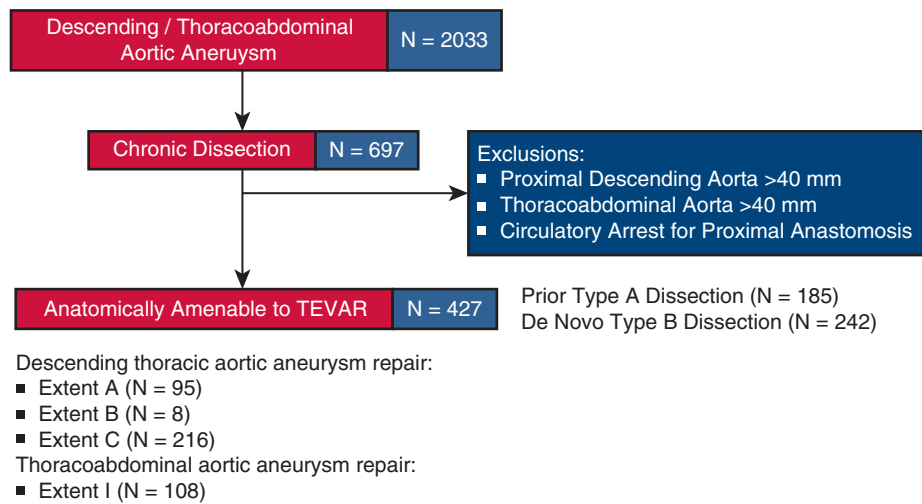 Descending / Thoracoabdominal
Aortic Aneruysm
N = 2033
Chronic Dissection
N = 697
Exclusions:
▪ Proximal Descending Aorta >40 mm
▪ Thoracoabdominal Aorta >40 mm
▪ Circulatory Arrest for Proximal Anastomosis
Anatomically Amenable to TEVAR
N = 427
Prior Type A Dissection (N = 185)
De Novo Type B Dissection (N = 242)
Descending thoracic aortic aneurysm repair:
▪ Extent A (N = 95)
▪ Extent B (N = 8)
▪ Extent C (N = 216)
Thoracoabdominal aortic aneurysm repair:
▪ Extent I (N = 108)